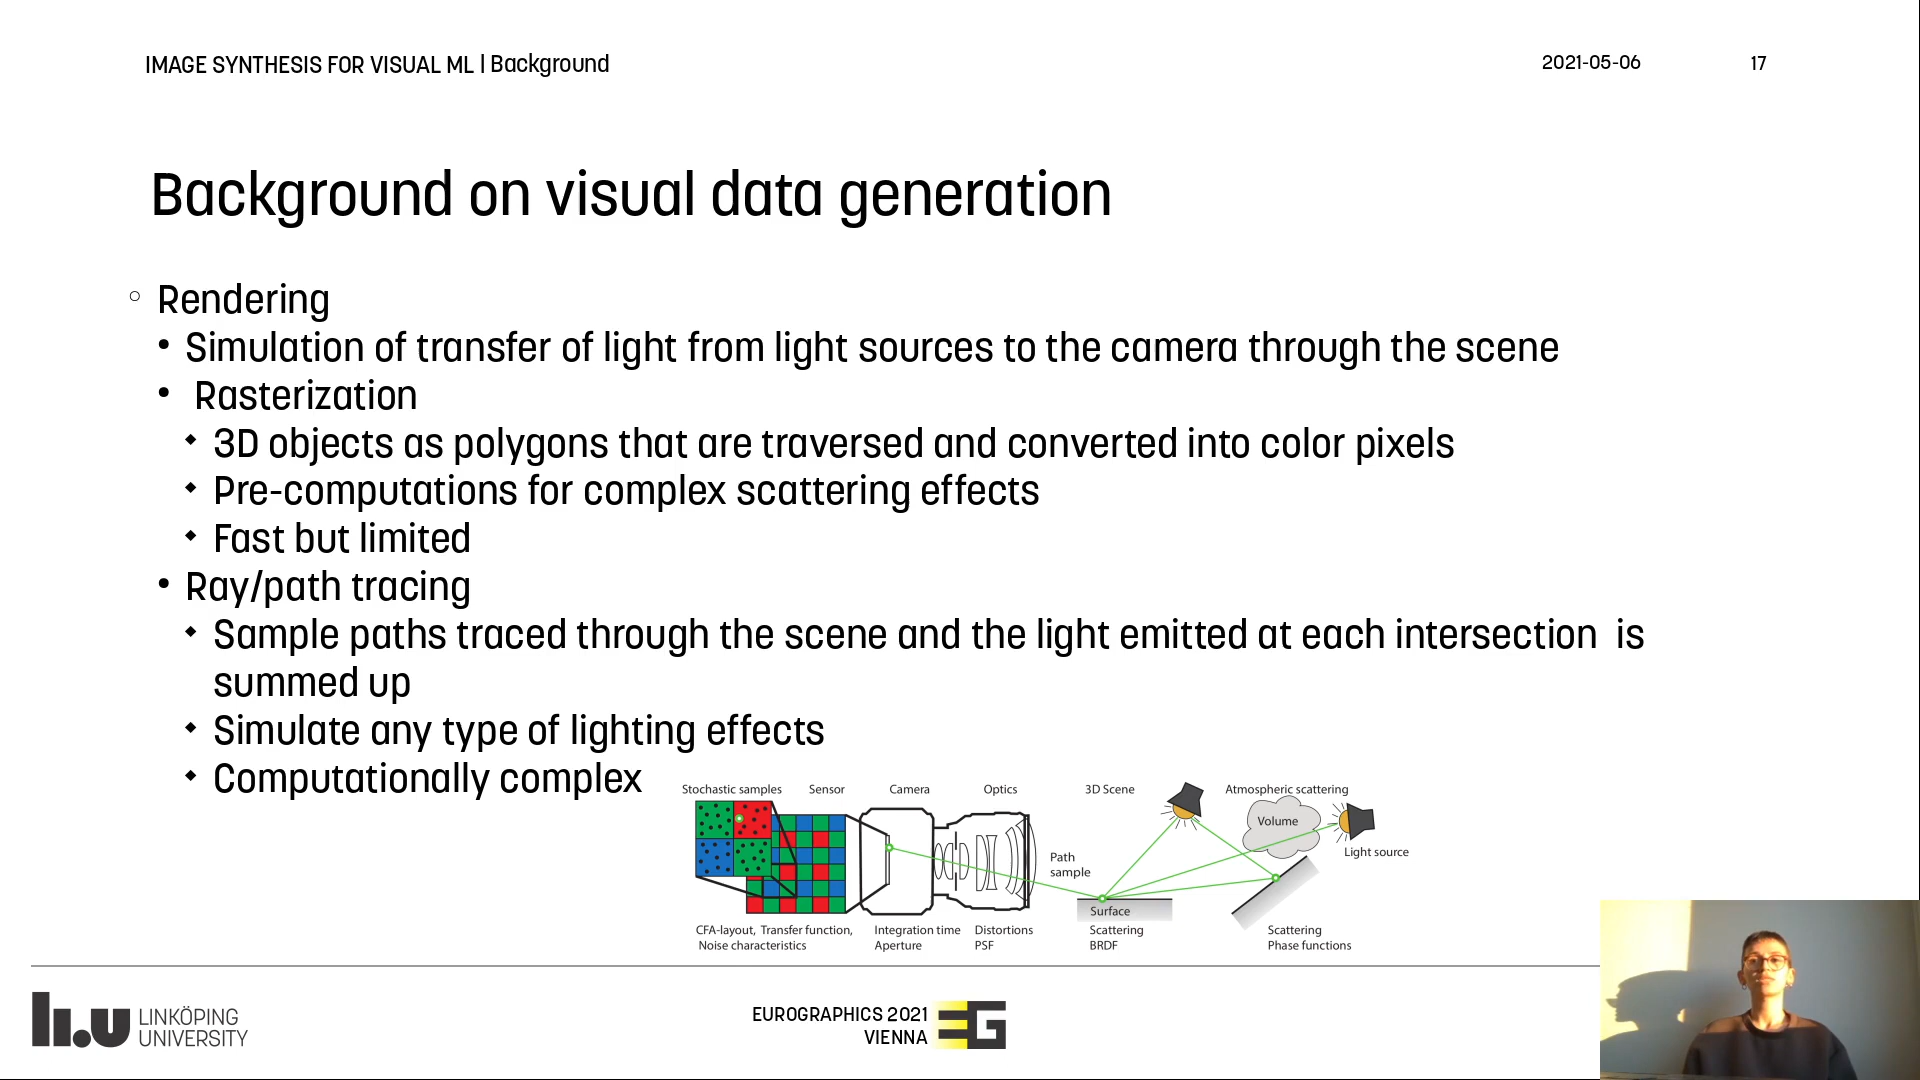 IMAGE SYNTHESIS FOR VISUAL ML | Background
2021-05-06
17
Background on visual data generation
Rendering
Simulation of transfer of light from light sources to the camera through the scene
Rasterization
3D objects as polygons that are traversed and converted into color pixels
Pre-computations for complex scattering effects
Fast but limited
Ray/path tracing
Sample paths traced through the scene and the light emitted at each intersection is
summed up
Simulate any type of lighting effects
Computationally complex
Stochastic samples
Sensor
Camera
Optics
3D Scene
Atmospheric scattering
Volume
Light source
Path
sample
Surface
CFA-layout, Transfer function,
Noise characteristics
Integration time
Aperture
Distortions
PSF
Scattering
BRDF
Scattering
Phase functions
li.u LINKÖPING
UNIVERSITY
EUROGRAPHICS 2021
VIENNA
EG